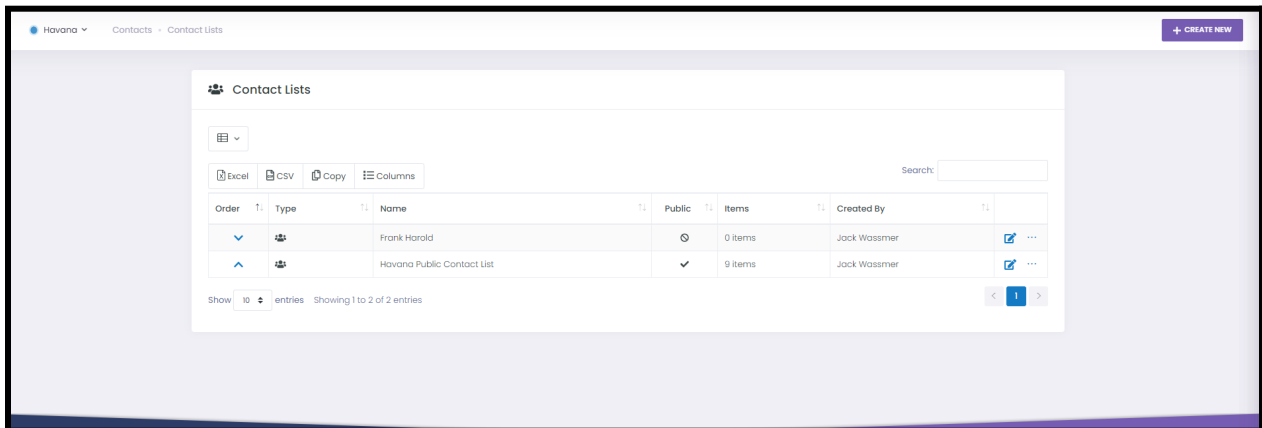 Havana Contacts • Contact Lists + CREATE NEW
Contact Lists
Excel CSV Copy Columns Search:
Order Type Name Public Items Created By
Frank Harold 0 items Jack Wassmer
Havana Public Contact List 9 items Jack Wassmer
Show 10 entries Showing 1 to 2 of 2 entries < 1 >